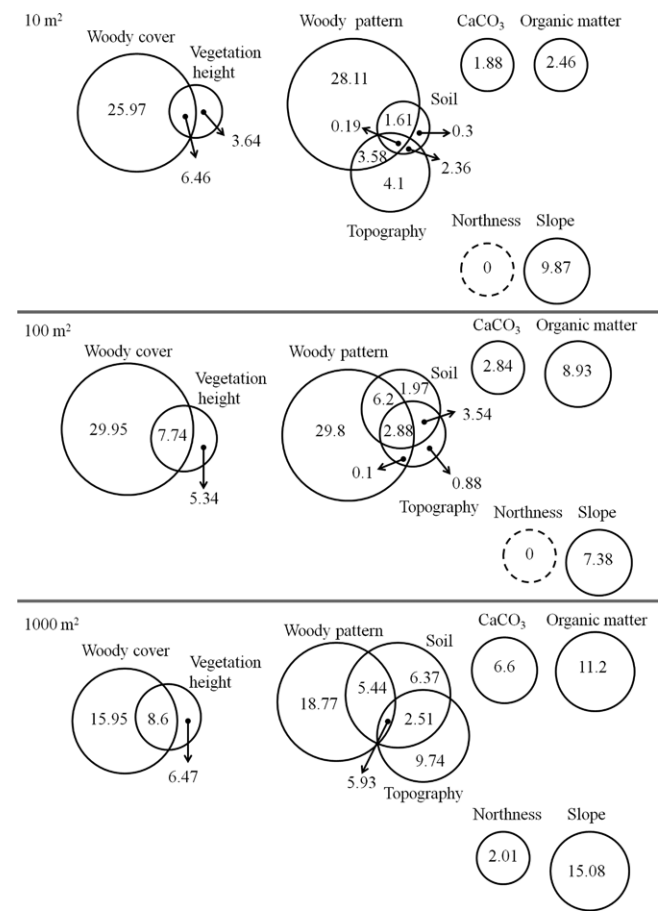 10 m²
Woody cover
Vegetation
height
25.97
3.64
6.46
Woody pattern
28.11
Soil
1.61
0.19
0.3
3.58
2.36
4.1
Topography
CaCO₃
Organic matter
1.88
2.46
Northness
Slope
0
9.87
100 m²
Woody cover
Vegetation
height
29.95
7.74
5.34
Woody pattern
Soil
1.97
6.2
3.54
29.8
2.88
0.1
0.88
Topography
CaCO₃
Organic matter
2.84
8.93
Northness
Slope
0
7.38
1000 m²
Woody cover
Vegetation
height
15.95
8.6
6.47
Woody pattern
Soil
6.37
5.44
18.77
2.51
9.74
5.93
Topography
CaCO₃
Organic matter
6.6
11.2
Northness
Slope
2.01
15.08